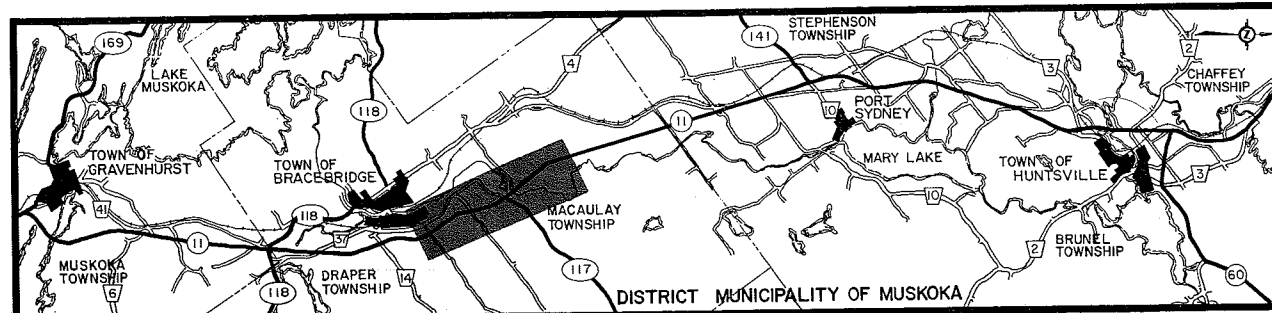 169
LAKE
MUSKOKA
TOWN OF
GRAVENHURST
41
MUSKOKA
TOWNSHIP
6
11
118
118
TOWN OF
BRACEBRIDGE
118
37
DRAPER
TOWNSHIP
14
4
MACAULAY
TOWNSHIP
117
11
141
STEPHENSON
TOWNSHIP
10
PORT
SYDNEY
MARY LAKE
10
3
2
CHAFFEY
TOWNSHIP
TOWN OF
HUNTSVILLE
3
2
BRUNEL
TOWNSHIP
60
Z
DISTRICT MUNICIPALITY OF MUSKOKA